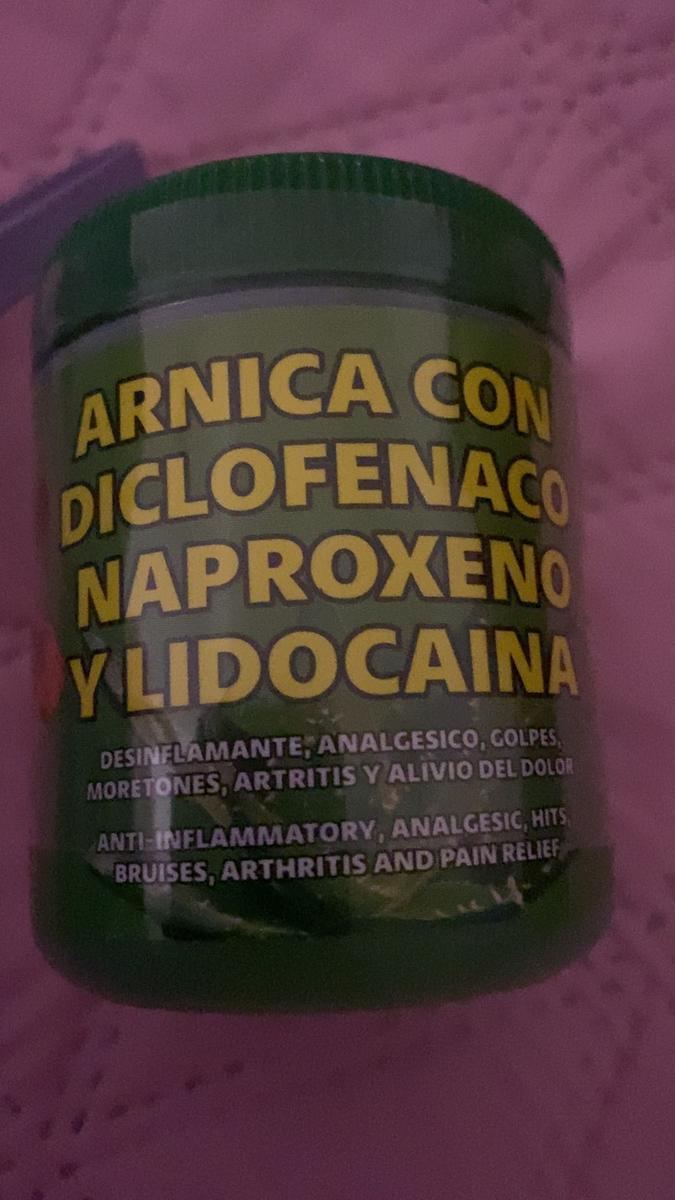 ARNICA CON
DICLOFENACO
NAPROXENO
Y LIDOCAINA
DESINFLAMANTE, ANALGESICO, GOLPES,
MORETONES, ARTRITIS Y ALIVIO DEL DOLOR
ANTI-INFLAMMATORY, ANALGESIC, HITS,
BRUISES, ARTHRITIS AND PAIN RELIEF